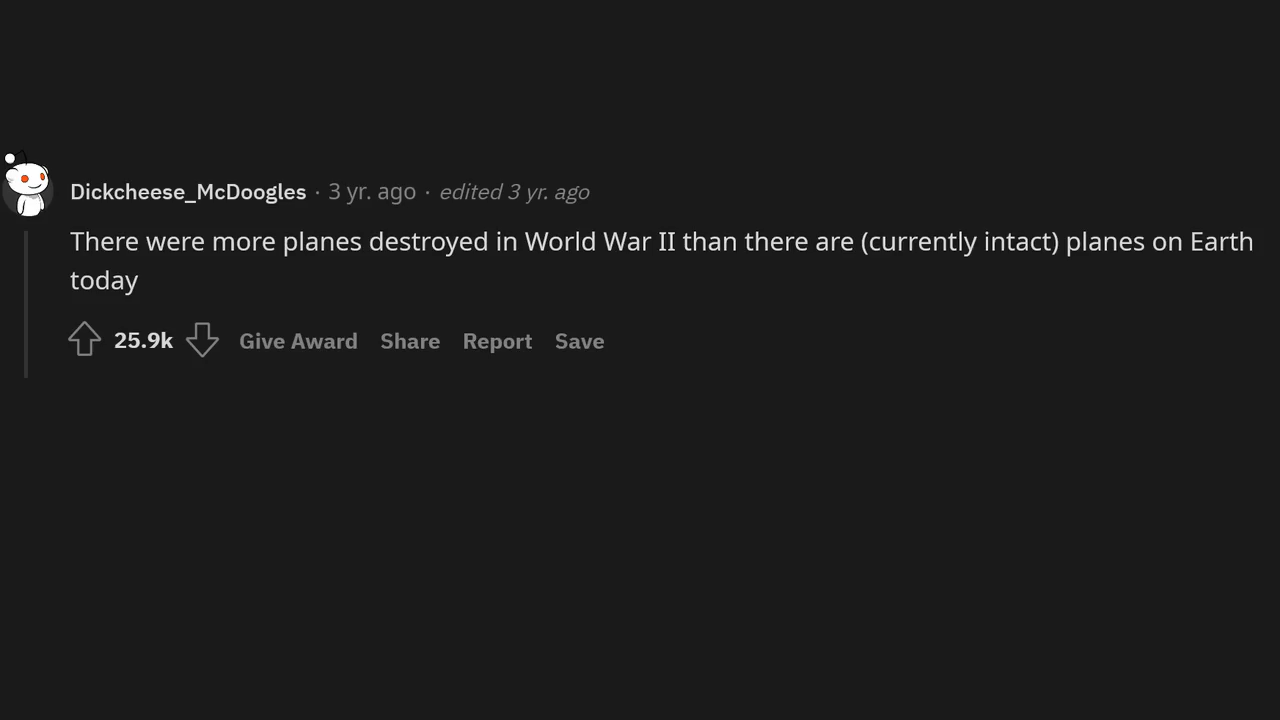 Dickcheese_McDoogles · 3 yr. ago · edited 3 yr. ago
There were more planes destroyed in World War II than there are (currently intact) planes on Earth
today
25.9k Give Award Share Report Save